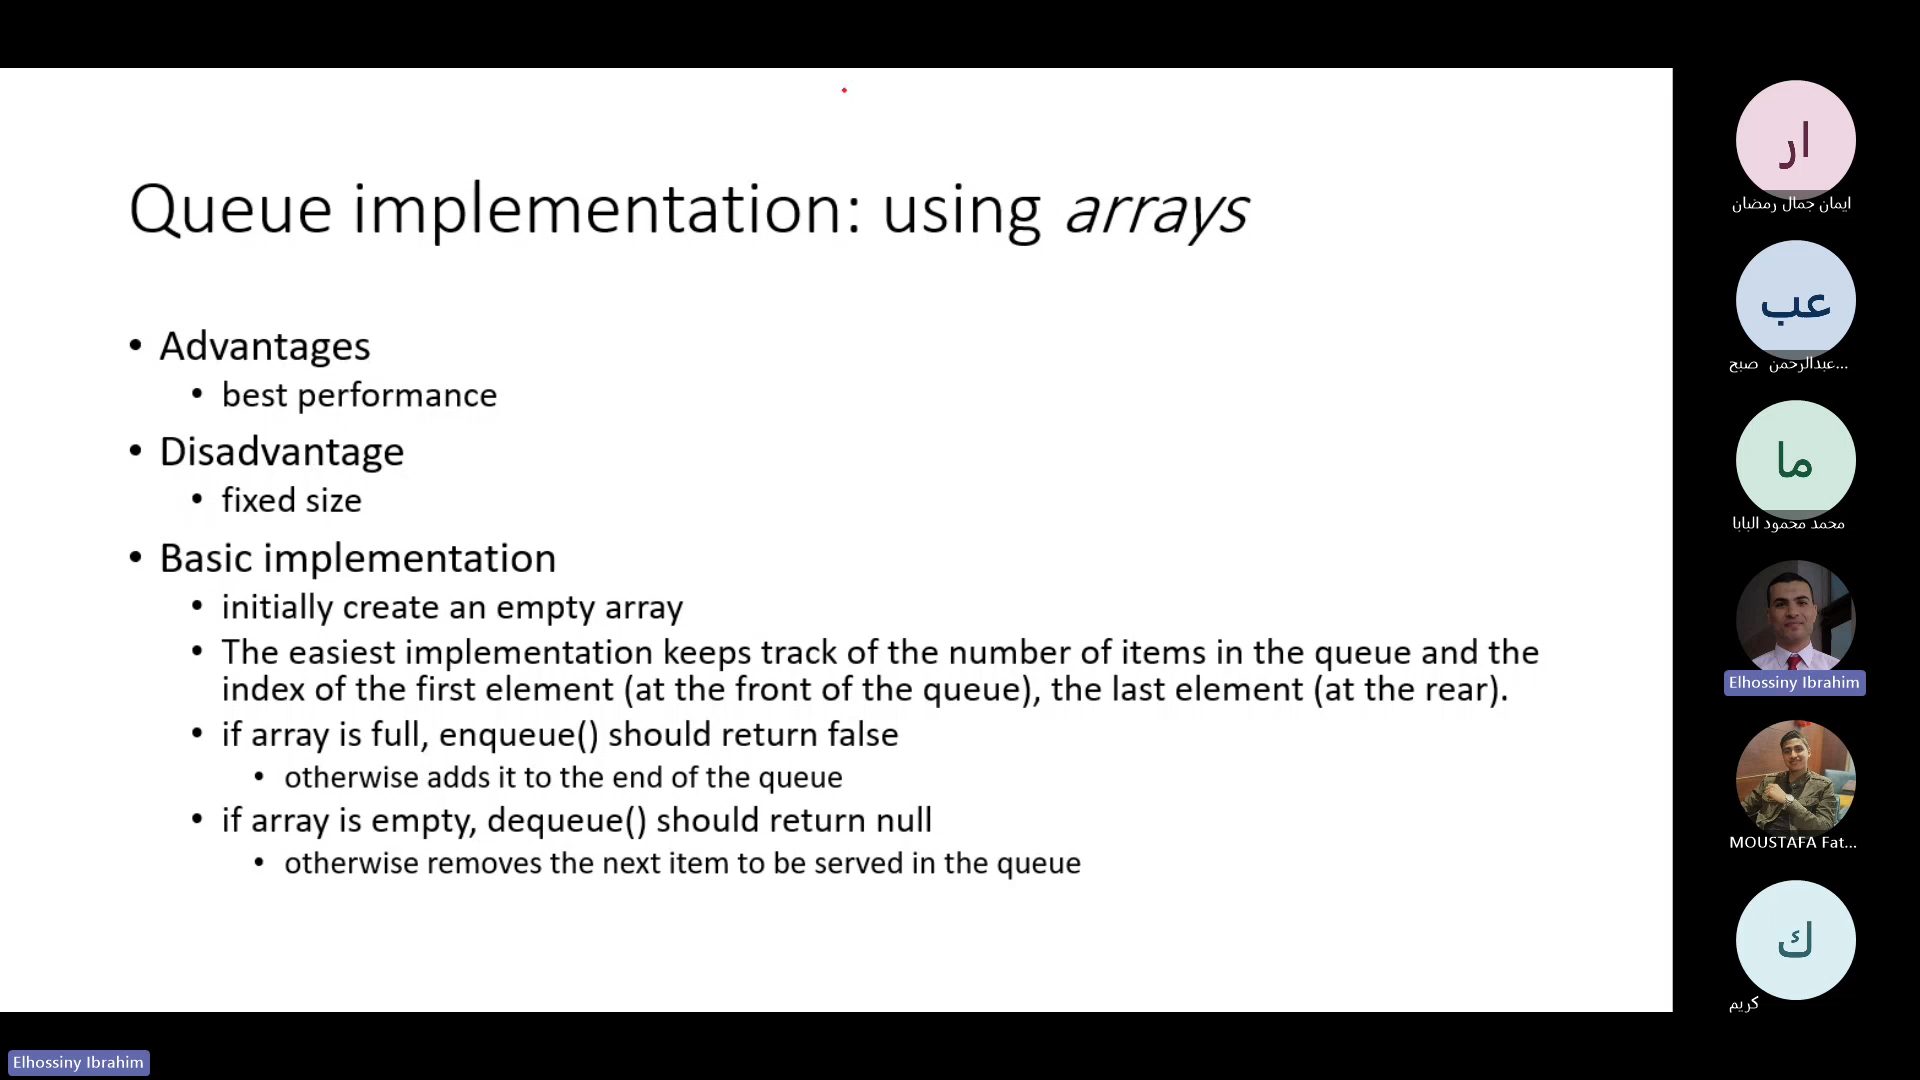 Queue implementation: using arrays
• Advantages
• best performance
• Disadvantage
• fixed size
• Basic implementation
• initially create an empty array
• The easiest implementation keeps track of the number of items in the queue and the
index of the first element (at the front of the queue), the last element (at the rear).
• if array is full, enqueue() should return false
• otherwise adds it to the end of the queue
• if array is empty, dequeue() should return null
• otherwise removes the next item to be served in the queue
ار
ايمان جمال رمضان
عب
عبدالرحمن صبح...
ما
محمد محمود البابا
Elhossiny Ibrahim
MOUSTAFA Fat...
ك
كريم
Elhossiny Ibrahim